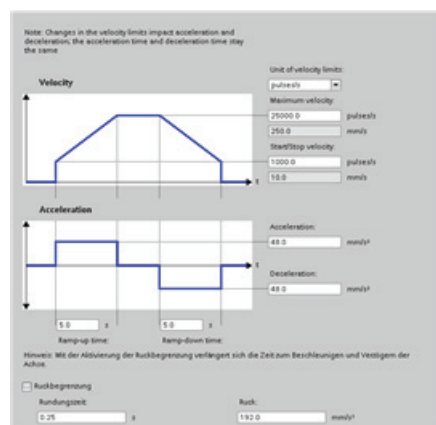 Note: Changes in the velocity limits impact acceleration and
deceleration; the acceleration time and deceleration time stay
the same
Unit of velocity limits:
Velocity
pulses/s
Maximum velocity:
25000.0 pulses/s
250.0 mm/s
Start/Stop velocity:
1000.0 pulses/s
10.0 mm/s
t
Acceleration
Acceleration:
48.0 mm/s²
t
Deceleration:
48.0 mm/s²
5.0 s 5.0 s
Ramp-up time: Ramp-down time:
Hinweis: Mit der Aktivierung der Ruckbegrenzung verlängert sich die Zeit zum Beschleunigen und Verzögern der
Achse.
Ruckbegrenzung
Rundungszeit: Ruck:
0.25 s 192.0 mm/s³